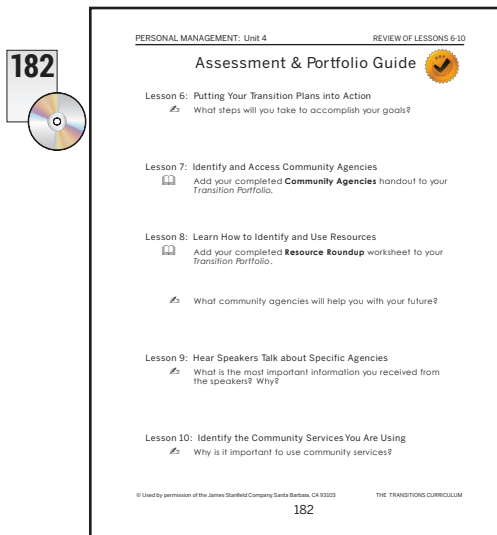 182
PERSONAL MANAGEMENT: Unit 4 REVIEW OF LESSONS 6-10
Assessment & Portfolio Guide
Lesson 6: Putting Your Transition Plans into Action
✍ What steps will you take to accomplish your goals?
Lesson 7: Identify and Access Community Agencies
Add your completed Community Agencies handout to your
Transition Portfolio.
Lesson 8: Learn How to Identify and Use Resources
Add your completed Resource Roundup worksheet to your
Transition Portfolio.
✍ What community agencies will help you with your future?
Lesson 9: Hear Speakers Talk about Specific Agencies
✍ What is the most important information you received from
the speakers? Why?
Lesson 10: Identify the Community Services You Are Using
✍ Why is it important to use community services?
© Used by permission of the James Stanfield Company, Santa Barbara, CA 93103 THE TRANSITIONS CURRICULUM
182